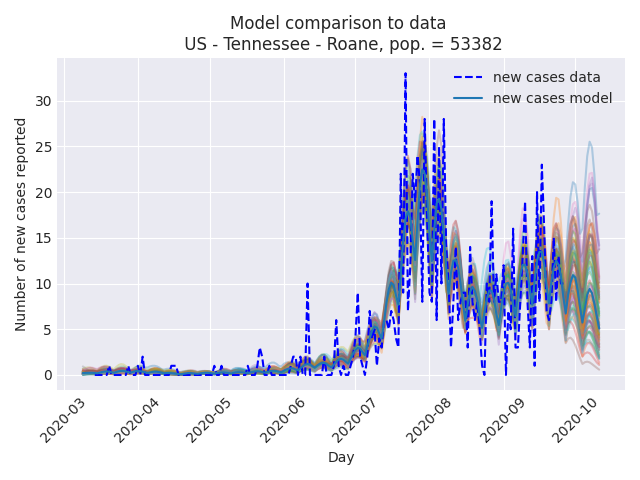 Model comparison to data
US - Tennessee - Roane, pop. = 53382
new cases data
new cases model
Number of new cases reported
30
25
20
15
10
5
0
2020-03
2020-04
2020-05
2020-06
2020-07
2020-08
2020-09
2020-10
Day